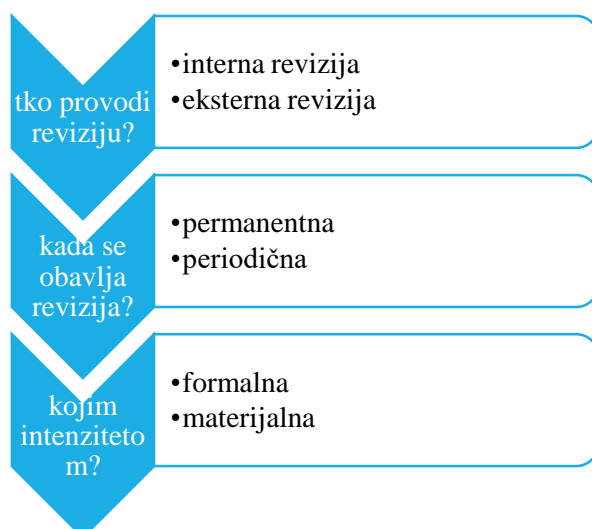 tko provodi
reviziju?
•interna revizija
•eksterna revizija
kada se
obavlja
revizija?
•permanentna
•periodična
kojim
intenziteto
m?
•formalna
•materijalna